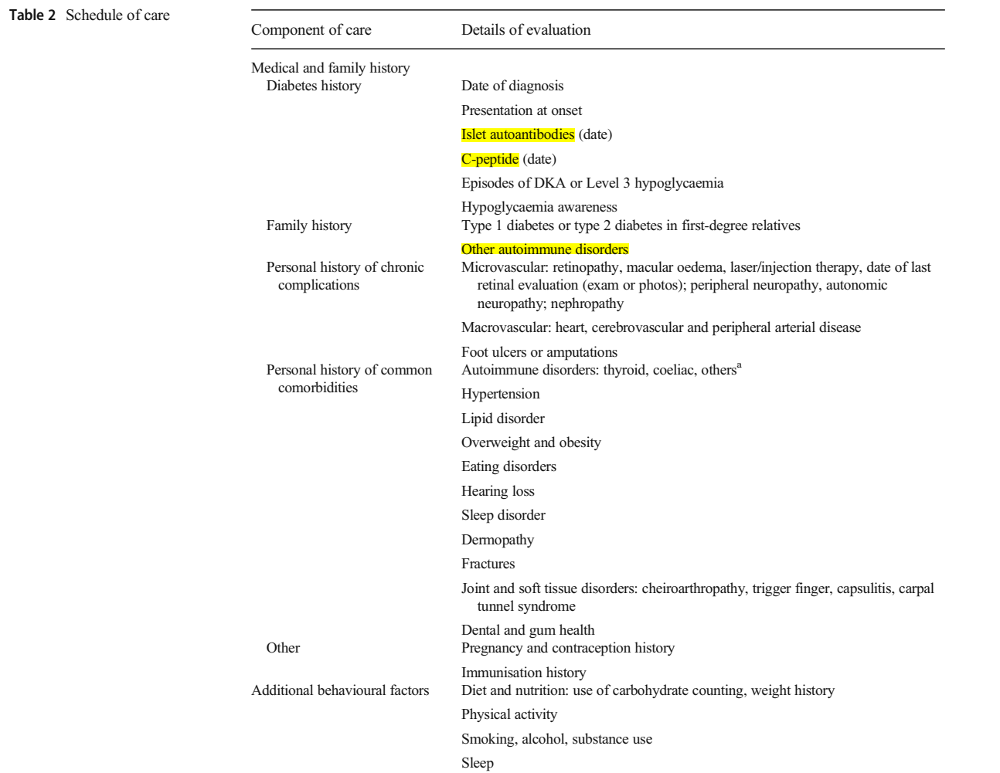 Table 2 Schedule of care
Component of care Details of evaluation
Medical and family history
Diabetes history Date of diagnosis
Presentation at onset
Islet autoantibodies (date)
C-peptide (date)
Episodes of DKA or Level 3 hypoglycaemia
Hypoglycaemia awareness
Family history Type 1 diabetes or type 2 diabetes in first-degree relatives
Other autoimmune disorders
Personal history of chronic Microvascular: retinopathy, macular oedema, laser/injection therapy, date of last
complications retinal evaluation (exam or photos); peripheral neuropathy, autonomic
neuropathy; nephropathy
Macrovascular: heart, cerebrovascular and peripheral arterial disease
Foot ulcers or amputations
Personal history of common Autoimmune disorders: thyroid, coeliac, othersa
comorbidities
Hypertension
Lipid disorder
Overweight and obesity
Eating disorders
Hearing loss
Sleep disorder
Dermopathy
Fractures
Joint and soft tissue disorders: cheiroarthropathy, trigger finger, capsulitis, carpal
tunnel syndrome
Dental and gum health
Other Pregnancy and contraception history
Immunisation history
Additional behavioural factors Diet and nutrition: use of carbohydrate counting, weight history
Physical activity
Smoking, alcohol, substance use
Sleep